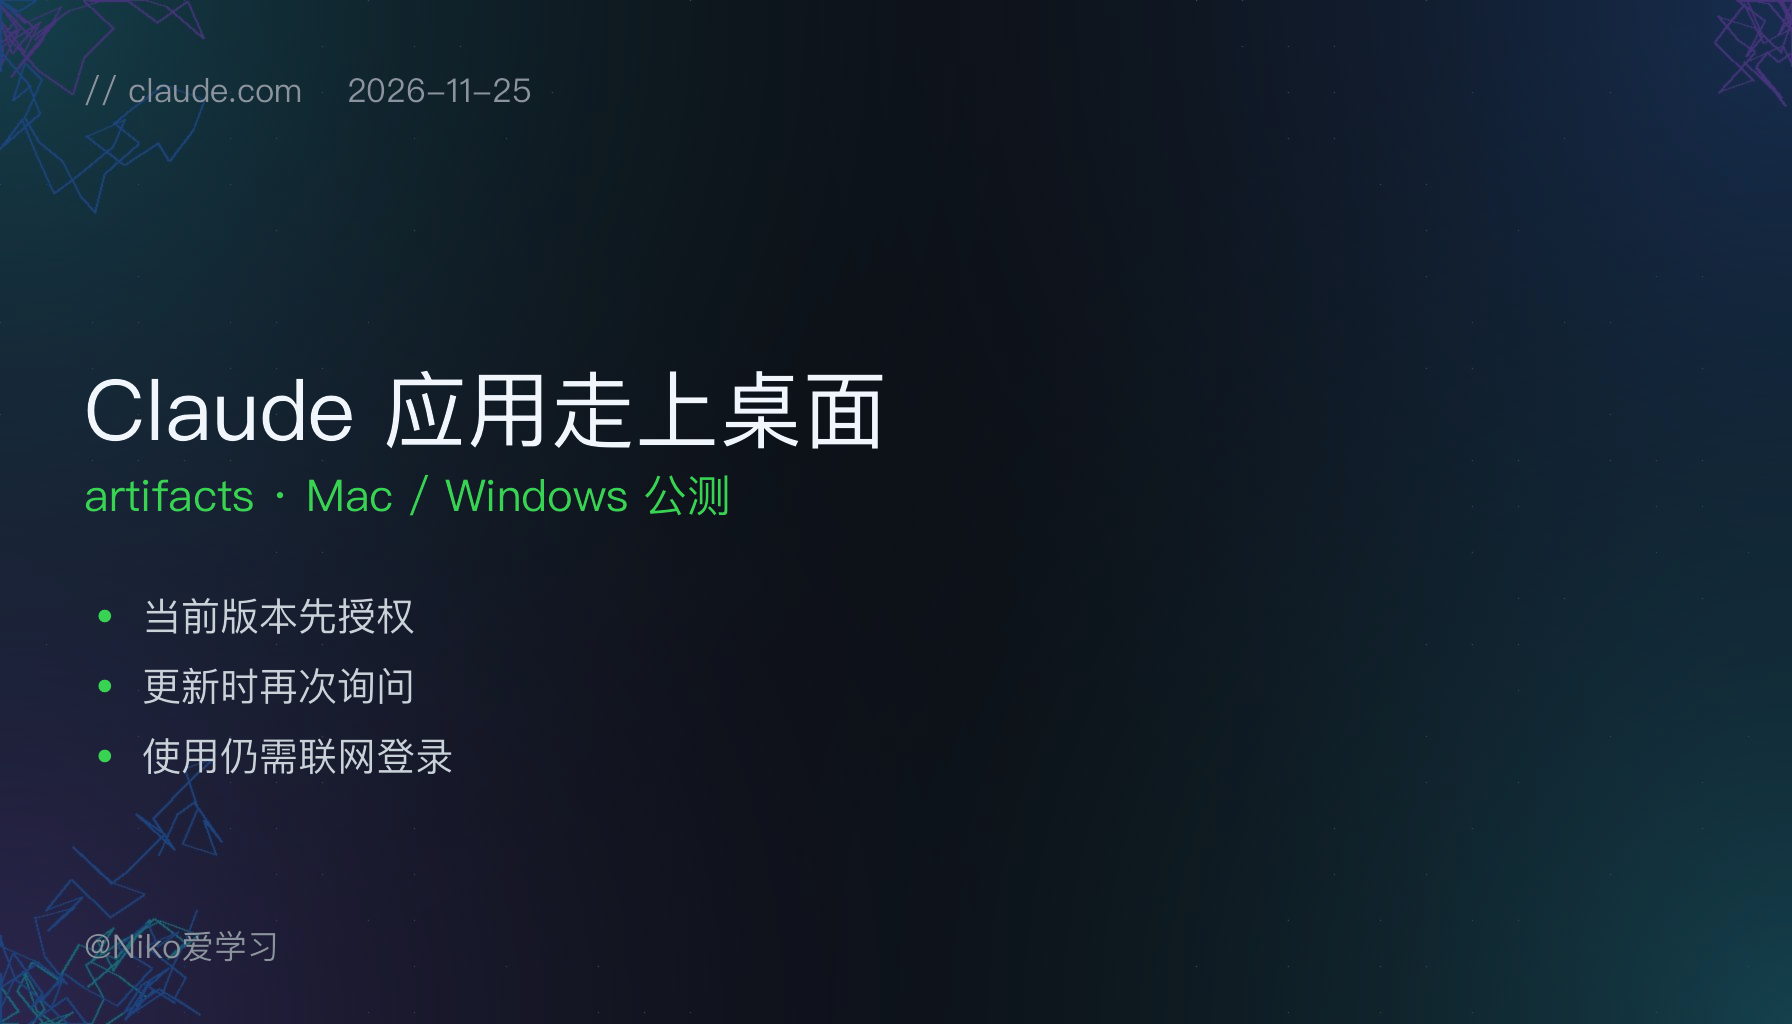 // claude.com 2026-11-25
Claude 应用走上桌面
artifacts · Mac / Windows 公测
• 当前版本先授权
• 更新时再次询问
• 使用仍需联网登录
@Niko爱学习